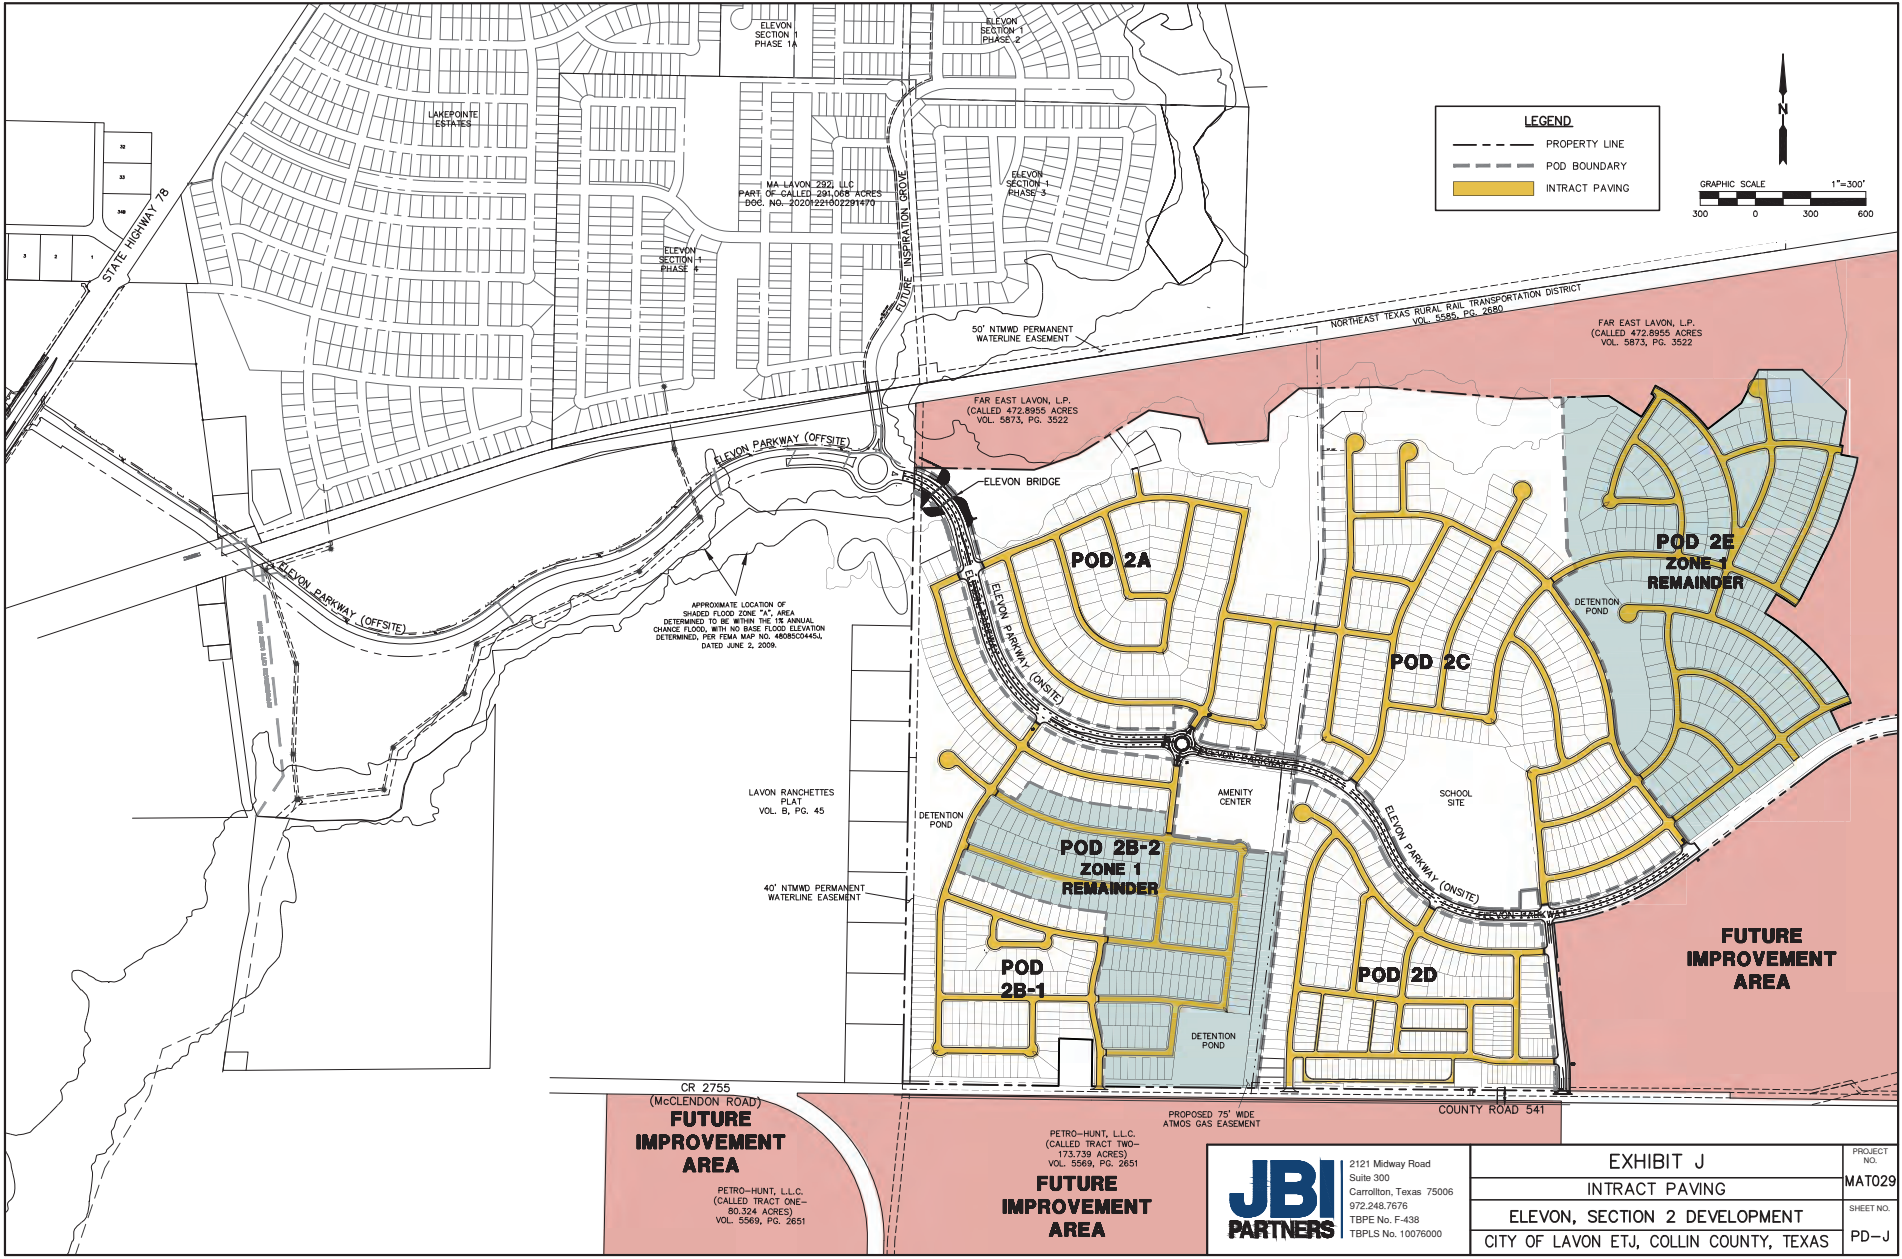 ELEVON
SECTION 1
PHASE 1A
ELEVON
SECTION 1
PHASE 2
LAKEPOINTE
ESTATES
32
33
34R
3
2
1
STATE HIGHWAY 78
MA LAVON 292, LLC
PART OF CALLED 291.068 ACRES
DOC. NO. 20201221002291470
ELEVON
SECTION 1
PHASE 3
ELEVON
SECTION 1
PHASE 4
FUTURE INSPIRATION GROVE
LEGEND
PROPERTY LINE
POD BOUNDARY
INTRACT PAVING
N
GRAPHIC SCALE
1"=300'
300
0
300
600
50' NTMWD PERMANENT
WATERLINE EASEMENT
NORTHEAST TEXAS RURAL RAIL TRANSPORTATION DISTRICT
VOL. 5585, PG. 2680
FAR EAST LAVON, L.P.
(CALLED 472.8955 ACRES
VOL. 5873, PG. 3522
FAR EAST LAVON, L.P.
(CALLED 472.8955 ACRES
VOL. 5873, PG. 3522
ELEVON PARKWAY (OFFSITE)
ELEVON BRIDGE
ELEVON PARKWAY (OFFSITE)
APPROXIMATE LOCATION OF
SHADED FLOOD ZONE "A", AREA
DETERMINED TO BE WITHIN THE 1% ANNUAL
CHANCE FLOOD, WITH NO BASE FLOOD ELEVATION
DETERMINED, PER FEMA MAP NO. 48085C0445J,
DATED JUNE 2, 2009.
POD 2A
ELEVON PARKWAY
ELEVON PARKWAY (ONSITE)
POD 2C
POD 2E
ZONE 1
REMAINDER
DETENTION
POND
ELEVON PARKWAY
LAVON RANCHETTES
PLAT
VOL. B, PG. 45
DETENTION
POND
AMENITY
CENTER
SCHOOL
SITE
ELEVON PARKWAY (ONSITE)
POD 2B-2
ZONE 1
REMAINDER
40' NTMWD PERMANENT
WATERLINE EASEMENT
ELEVON PARKWAY
POD
2B-1
POD 2D
FUTURE
IMPROVEMENT
AREA
DETENTION
POND
CR 2755
(McCLENDON ROAD)
FUTURE
IMPROVEMENT
AREA
PETRO-HUNT, L.L.C.
(CALLED TRACT ONE-
80.324 ACRES)
VOL. 5569, PG. 2651
PETRO-HUNT, L.L.C.
(CALLED TRACT TWO-
173.739 ACRES)
VOL. 5569, PG. 2651
FUTURE
IMPROVEMENT
AREA
PROPOSED 75' WIDE
ATMOS GAS EASEMENT
COUNTY ROAD 541
JBI
PARTNERS
2121 Midway Road
Suite 300
Carrollton, Texas 75006
972.248.7676
TBPE No. F-438
TBPLS No. 10076000
EXHIBIT J
INTRACT PAVING
ELEVON, SECTION 2 DEVELOPMENT
CITY OF LAVON ETJ, COLLIN COUNTY, TEXAS
PROJECT
NO.
MAT029
SHEET NO.
PD-J